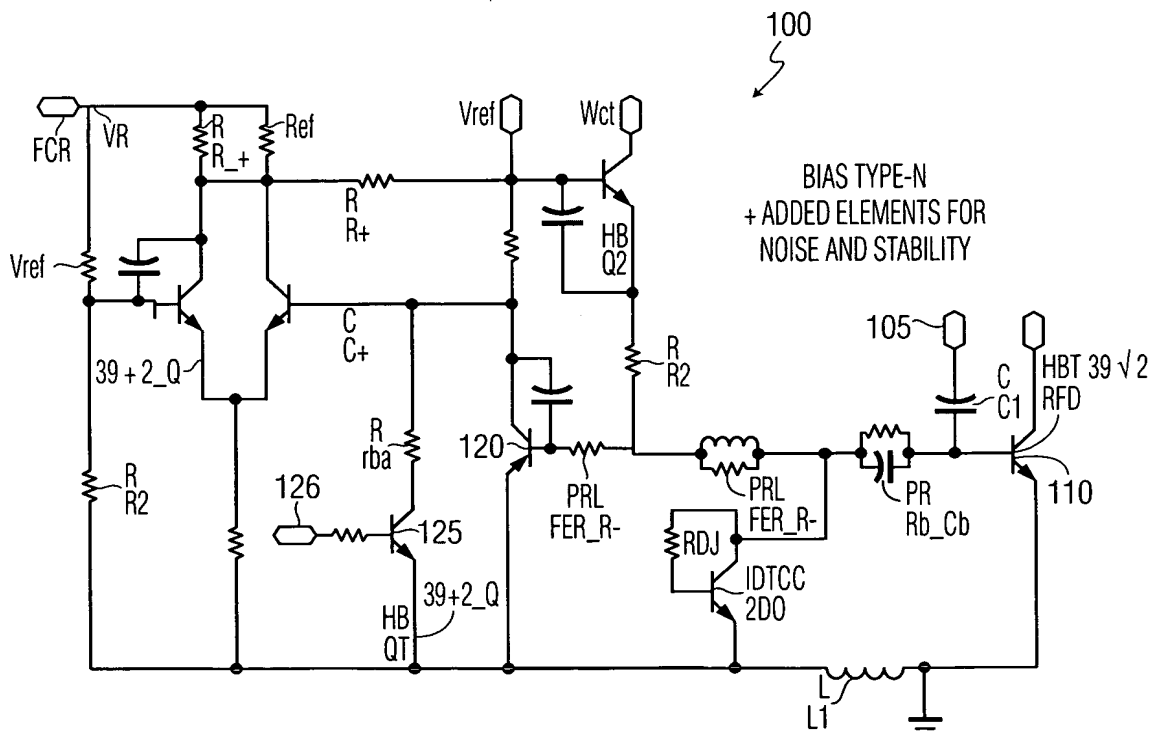 100
FCR
VR
R
R_+
Ref
Vref
Wct
BIAS TYPE-N
+ ADDED ELEMENTS FOR
NOISE AND STABILITY
R
R+
HB
Q2
Vref
39+2_Q
C
C+
R
R2
105
C
C1
HBT 39√2
RFD
R
rba
120
R
R2
126
125
PRL
FER_R-
PRL
FER_R-
PR
Rb_Cb
110
RDJ
IDTCC
2DO
39+2_Q
HB
QT
L
L1